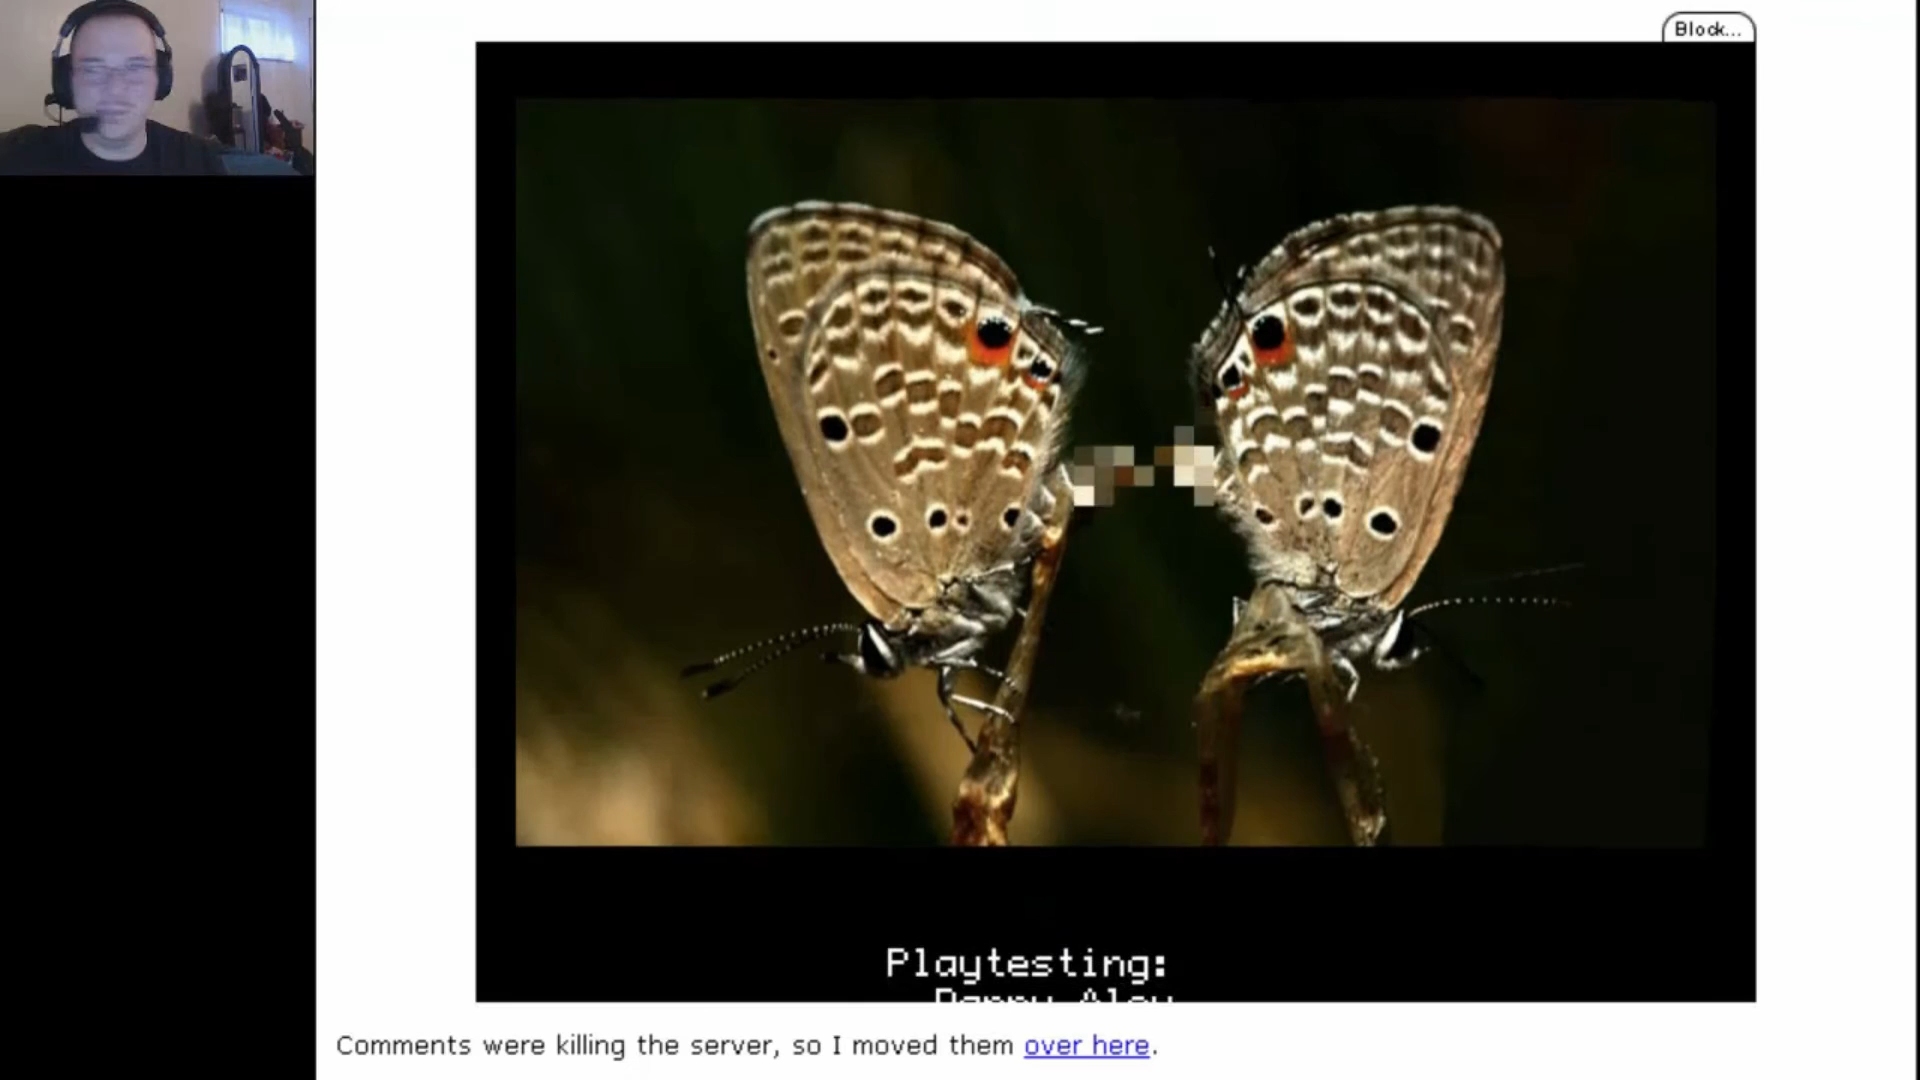 Block...
Playtesting:
Comments were killing the server, so I moved them over here.